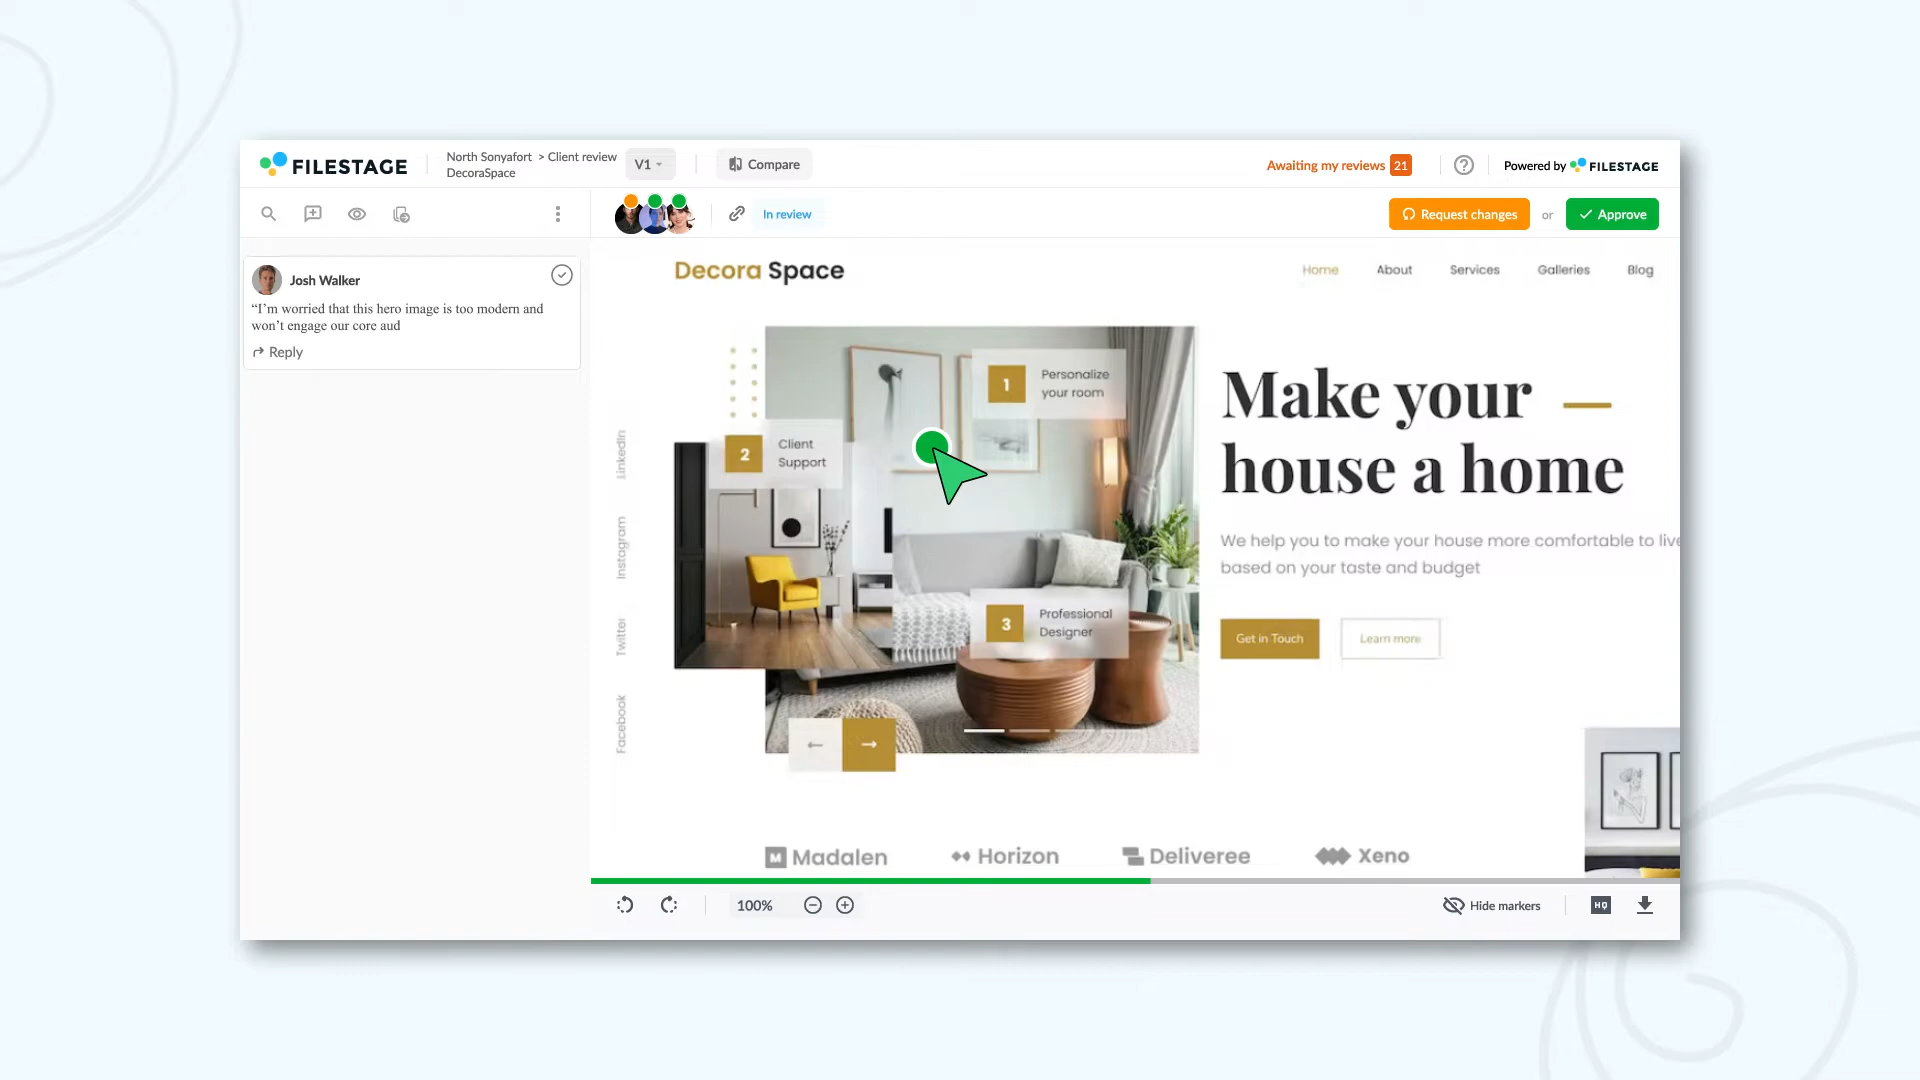 FILESTAGE
North Sonyafort > Client review
DecoraSpace
V1
Compare
Awaiting my reviews 21
Powered by FILESTAGE
In review
Request changes
or
Approve
Josh Walker
“I’m worried that this hero image is too modern and
won’t engage our core aud
Reply
Decora Space
Home
About
Services
Galleries
Blog
1
Personalize
your room
2
Client
Support
3
Professional
Designer
LinkedIn
Instagram
Twitter
Facebook
Make your
house a home
We help you to make your house more comfortable to live
based on your taste and budget
Get in Touch
Learn more
Madalen
Horizon
Deliveree
Xeno
100%
Hide markers
HQ